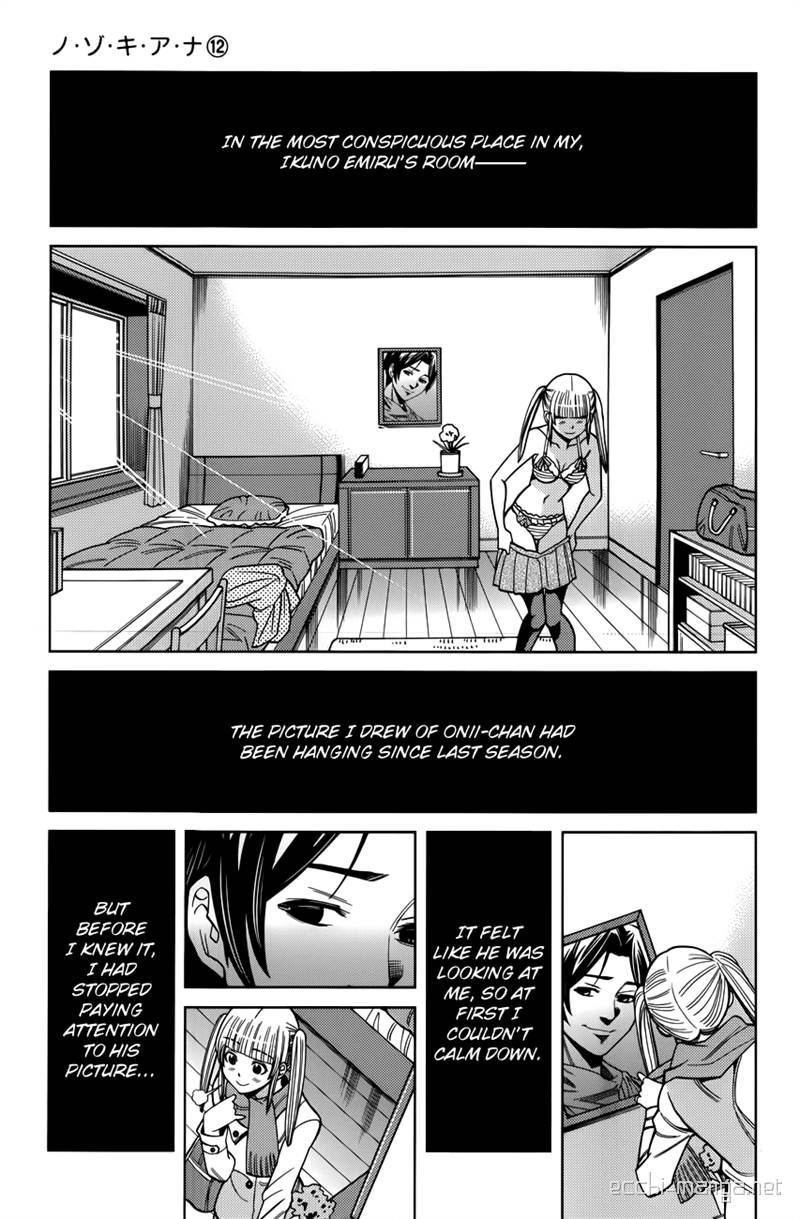 ノ・ゾ・キ・ア・ナ⑫
IN THE MOST CONSPICUOUS PLACE IN MY,
IKUNO EMIRU'S ROOM———
THE PICTURE I DREW OF ONII-CHAN HAD
BEEN HANGING SINCE LAST SEASON.
IT FELT
LIKE HE WAS
LOOKING AT
ME, SO AT
FIRST I
COULDN'T
CALM DOWN.
BUT
BEFORE
I KNEW IT,
I HAD
STOPPED
PAYING
ATTENTION
TO HIS
PICTURE...
ecchi-manga.net